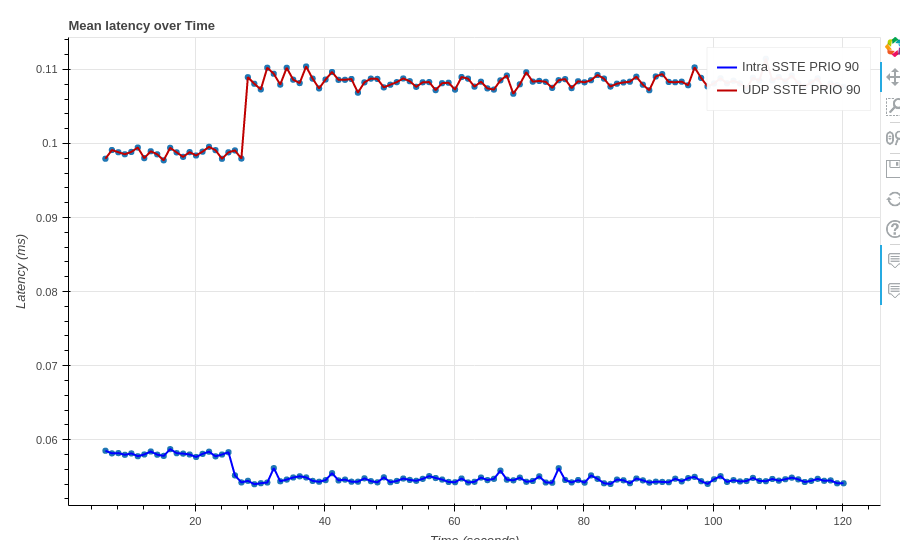 Mean latency over Time
Intra SSTE PRIO 90
UDP SSTE PRIO 90
0.11
0.1
0.09
0.08
0.07
0.06
Latency (ms)
20
40
60
80
100
120
Time (seconds)